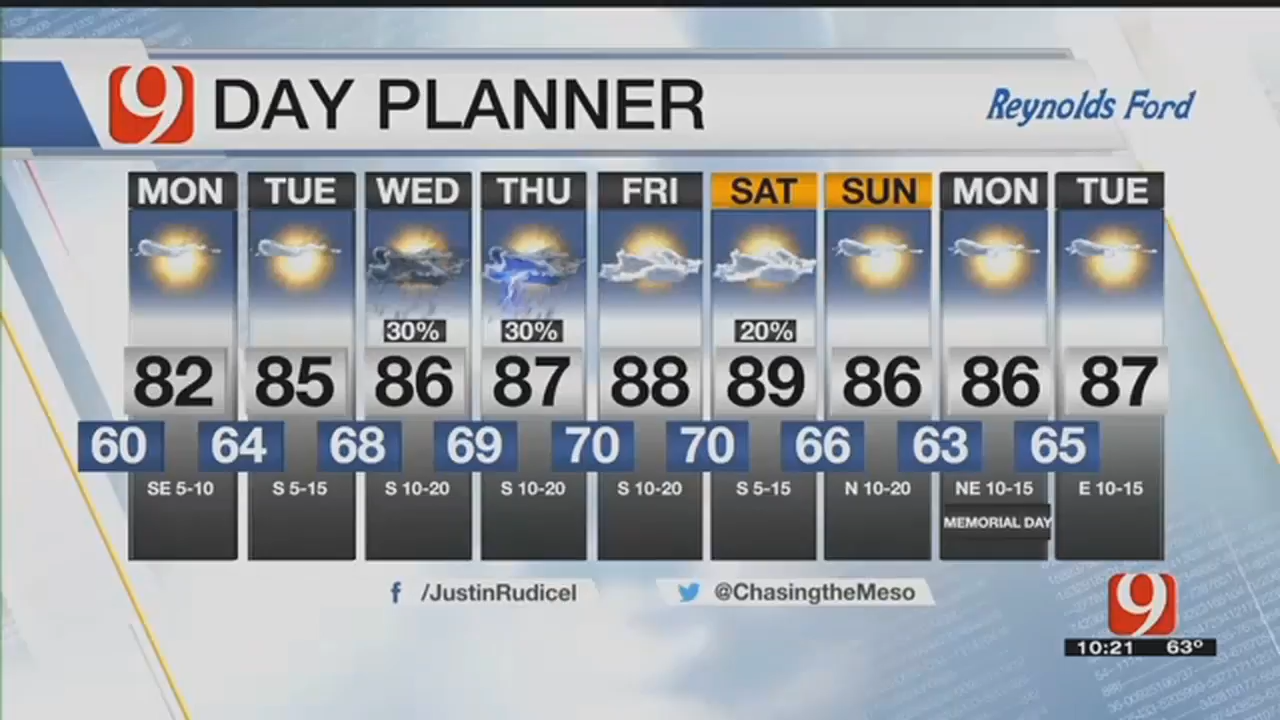 9 DAY PLANNER
Reynolds Ford
MON TUE WED THU FRI SAT SUN MON TUE
30% 30% 20%
82 85 86 87 88 89 86 86 87
60 64 68 69 70 70 66 63 65
SE 5-10 S 5-15 S 10-20 S 10-20 S 10-20 S 5-15 N 10-20 NE 10-15 E 10-15
MEMORIAL DAY
f /JustinRudicel @ChasingtheMeso
9
10:21 63°